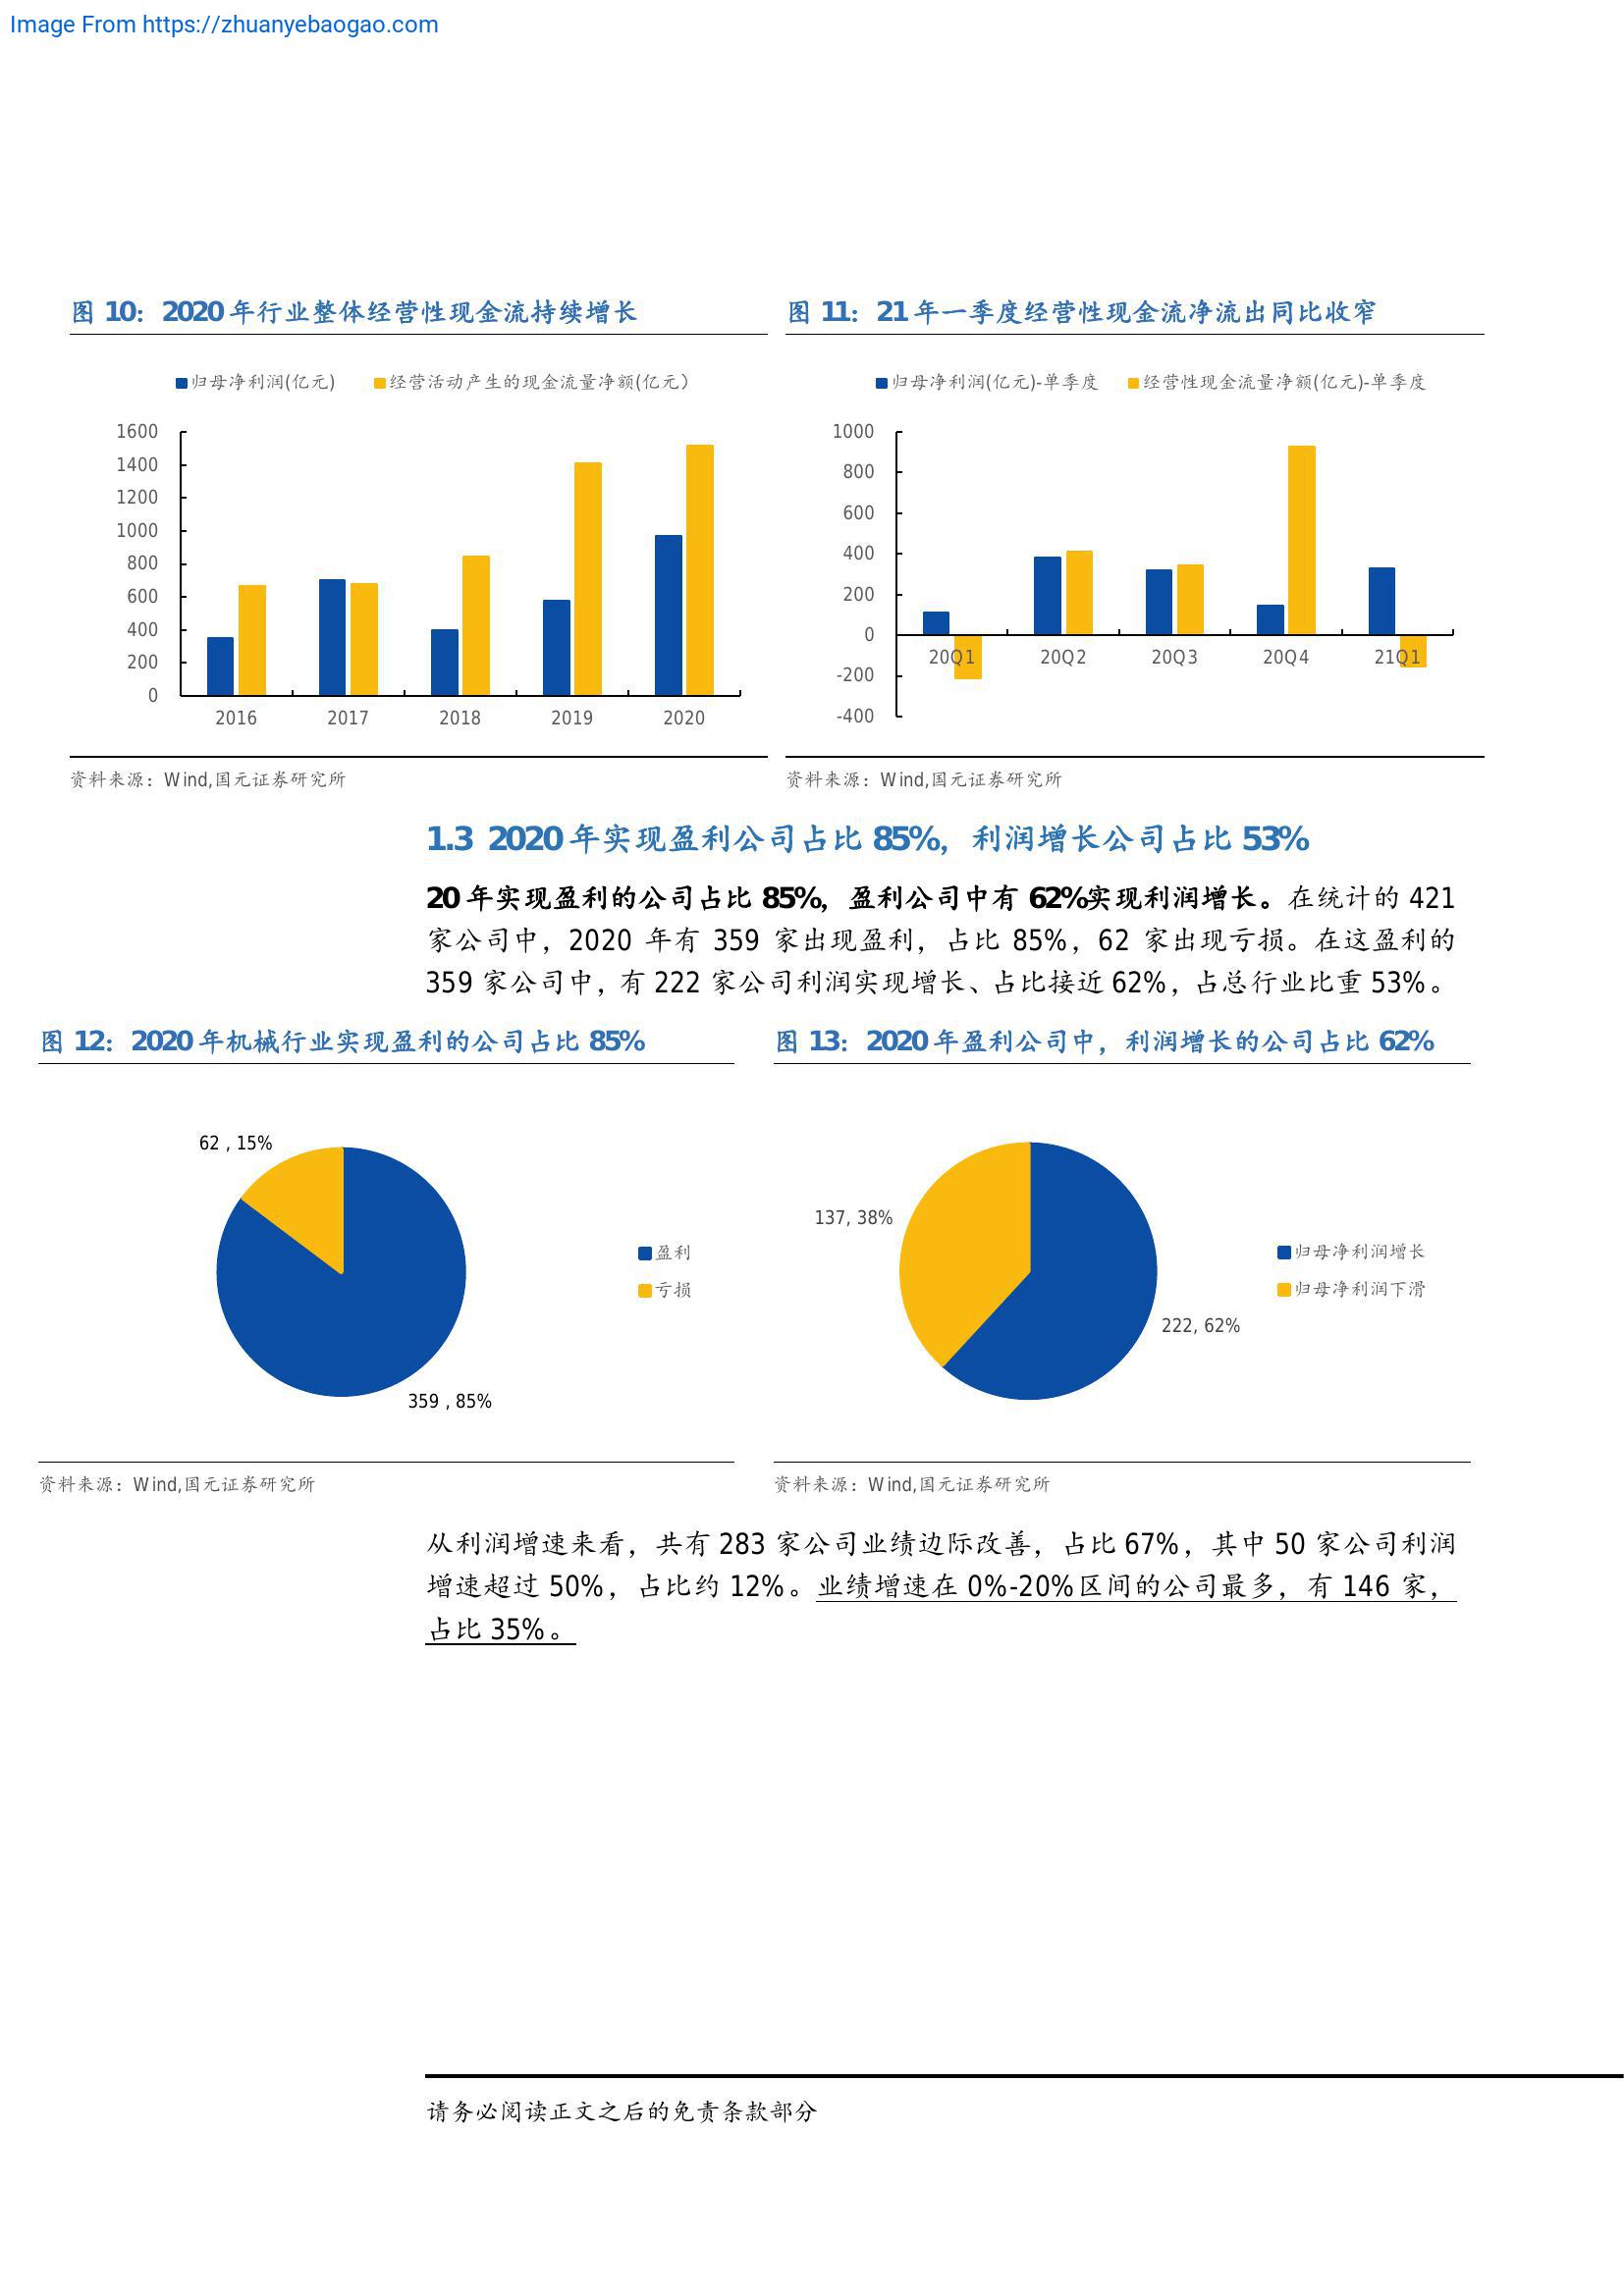 Image From https://zhuanyebaogao.com
图 10：2020 年行业整体经营性现金流持续增长
归母净利润(亿元)
经营活动产生的现金流量净额(亿元）
1600
1400
1200
1000
800
600
400
200
0
2016
2017
2018
2019
2020
资料来源：Wind,国元证券研究所
图 11：21 年一季度经营性现金流净流出同比收窄
归母净利润(亿元)-单季度
经营性现金流量净额(亿元)-单季度
1000
800
600
400
200
0
-200
-400
20Q1
20Q2
20Q3
20Q4
21Q1
资料来源：Wind,国元证券研究所
1.3 2020 年实现盈利公司占比 85%，利润增长公司占比 53%
20 年实现盈利的公司占比 85%，盈利公司中有 62%实现利润增长。在统计的 421
家公司中，2020 年有 359 家出现盈利，占比 85%，62 家出现亏损。在这盈利的
359 家公司中，有 222 家公司利润实现增长、占比接近 62%，占总行业比重 53%。
图 12：2020 年机械行业实现盈利的公司占比 85%
62 , 15%
359 , 85%
盈利
亏损
资料来源：Wind,国元证券研究所
图 13：2020 年盈利公司中，利润增长的公司占比 62%
137, 38%
222, 62%
归母净利润增长
归母净利润下滑
资料来源：Wind,国元证券研究所
从利润增速来看，共有 283 家公司业绩边际改善，占比 67%，其中 50 家公司利润
增速超过 50%，占比约 12%。业绩增速在 0%-20%区间的公司最多，有 146 家，
占比 35%。
请务必阅读正文之后的免责条款部分